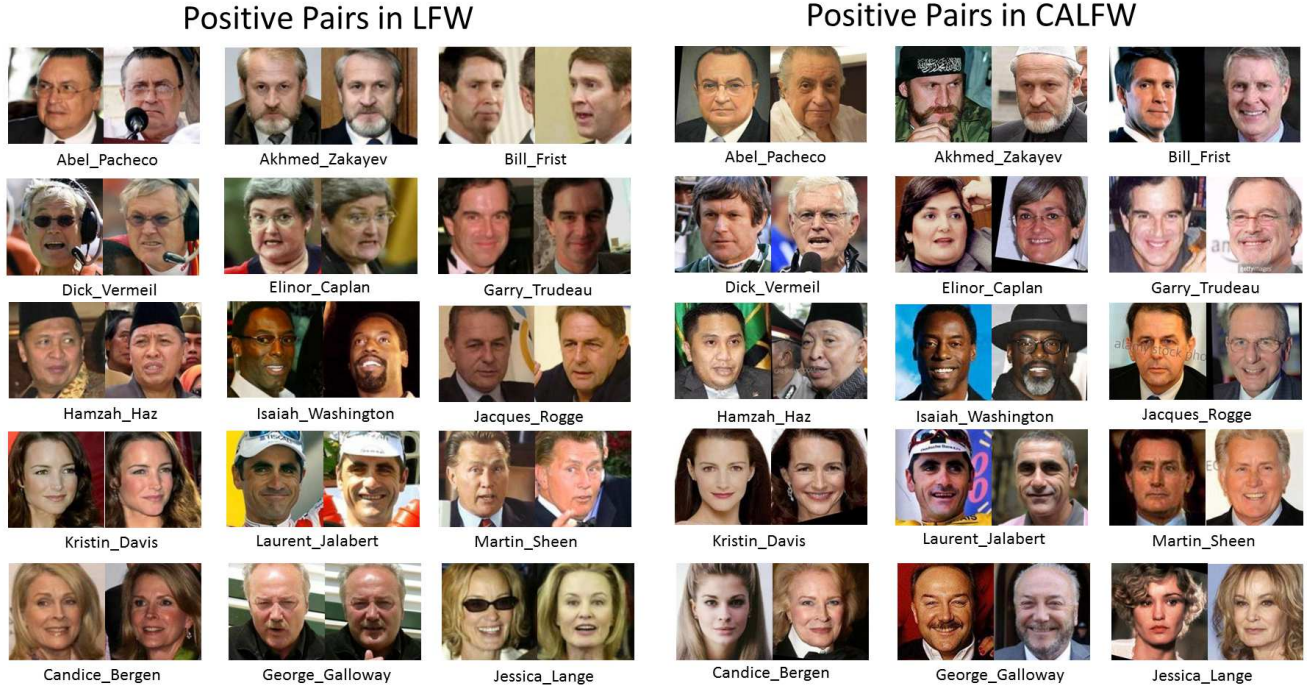 Positive Pairs in LFW
Abel_Pacheco Akhmed_Zakayev Bill_Frist
Dick_Vermeil Elinor_Caplan Garry_Trudeau
Hamzah_Haz Isaiah_Washington Jacques_Rogge
Kristin_Davis Laurent_Jalabert Martin_Sheen
Candice_Bergen George_Galloway Jessica_Lange
Positive Pairs in CALFW
Abel_Pacheco Akhmed_Zakayev Bill_Frist
Dick_Vermeil Elinor_Caplan Garry_Trudeau
gettyimages
Hamzah_Haz Isaiah_Washington Jacques_Rogge
Kristin_Davis Laurent_Jalabert Martin_Sheen
Candice_Bergen George_Galloway Jessica_Lange